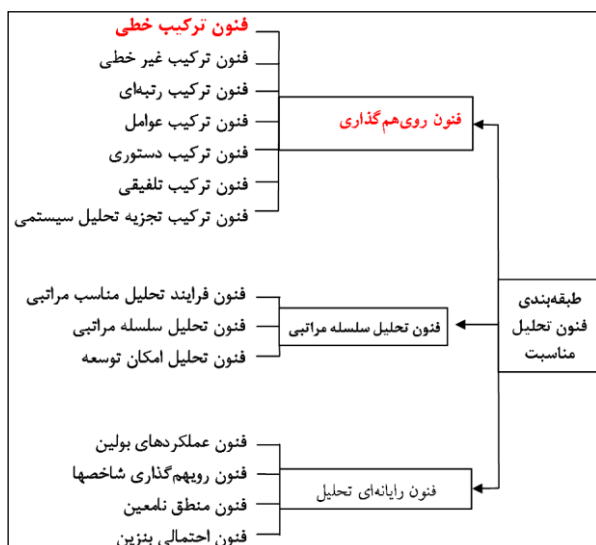 طبقه‌بندی
فنون تحلیل
مناسبت
فنون روی‌هم‌گذاری
فنون ترکیب خطی
فنون ترکیب غیر خطی
فنون ترکیب رتبه‌ای
فنون ترکیب عوامل
فنون ترکیب دستوری
فنون ترکیب تلفیقی
فنون ترکیب تجزیه تحلیل سیستمی
فنون تحلیل سلسله مراتبی
فنون فرایند تحلیل مناسب مراتبی
فنون تحلیل سلسله مراتبی
فنون تحلیل امکان توسعه
فنون رایانه‌ای تحلیل
فنون عملکردهای بولین
فنون رویهم‌گذاری شاخصها
فنون منطق نامعین
فنون احتمالی بنزین